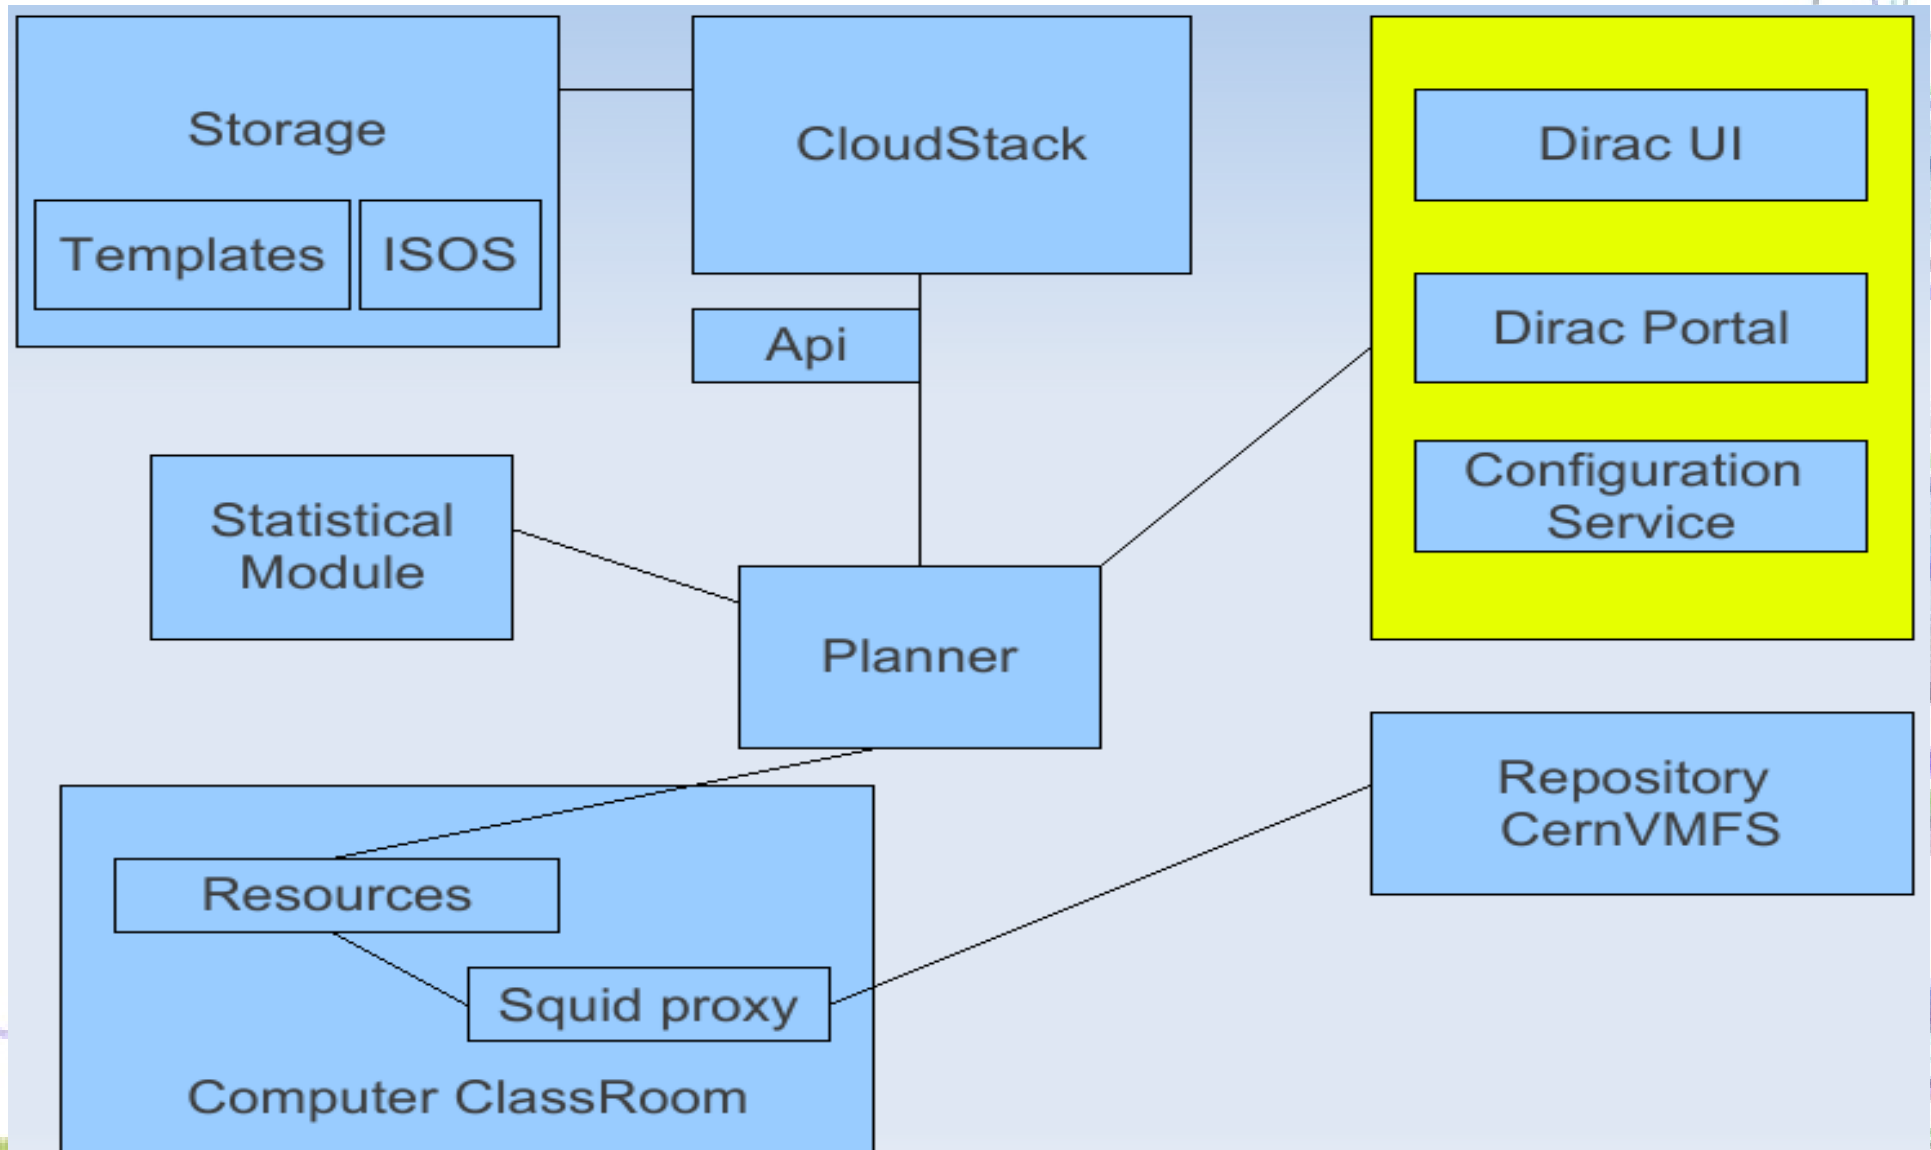 Storage
Templates
ISOS
CloudStack
Api
Dirac UI
Dirac Portal
Configuration
Service
Statistical
Module
Planner
Repository
CernVMFS
Resources
Squid proxy
Computer ClassRoom